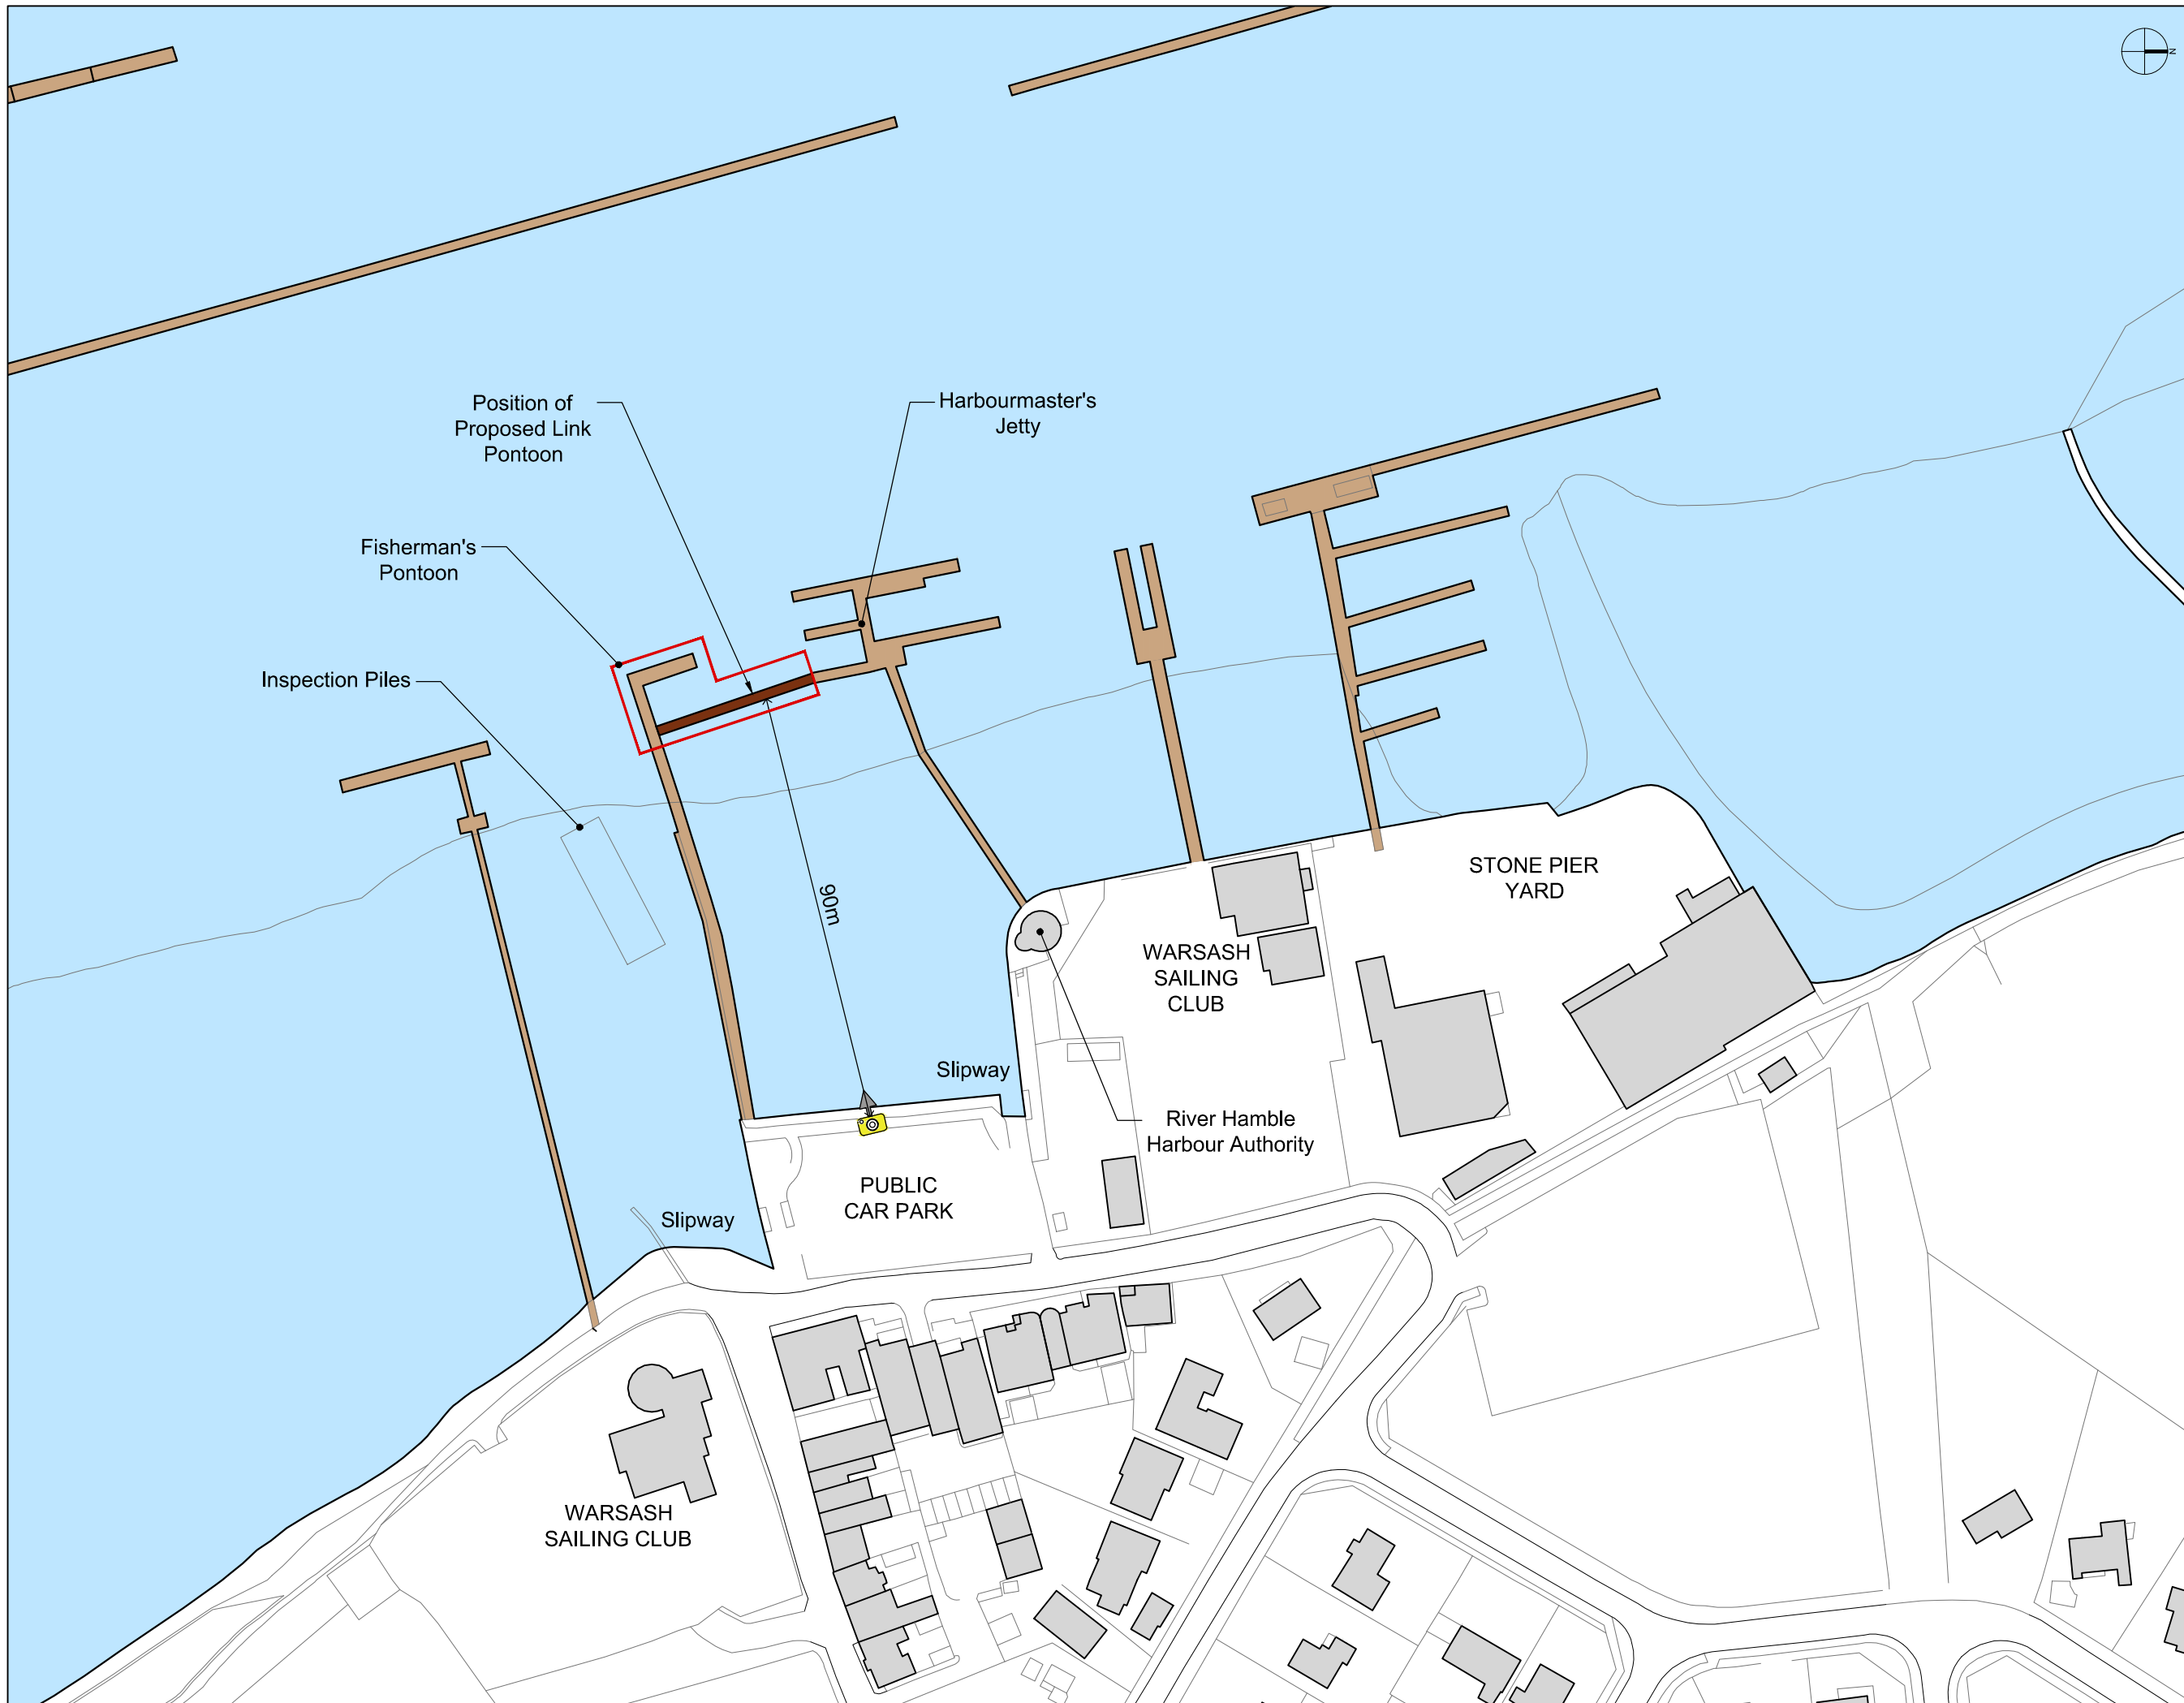 N
Position of
Proposed Link
Pontoon
Harbourmaster's
Jetty
Fisherman's
Pontoon
Inspection Piles
90m
STONE PIER
YARD
WARSASH
SAILING
CLUB
Slipway
River Hamble
Harbour Authority
PUBLIC
CAR PARK
Slipway
WARSASH
SAILING CLUB